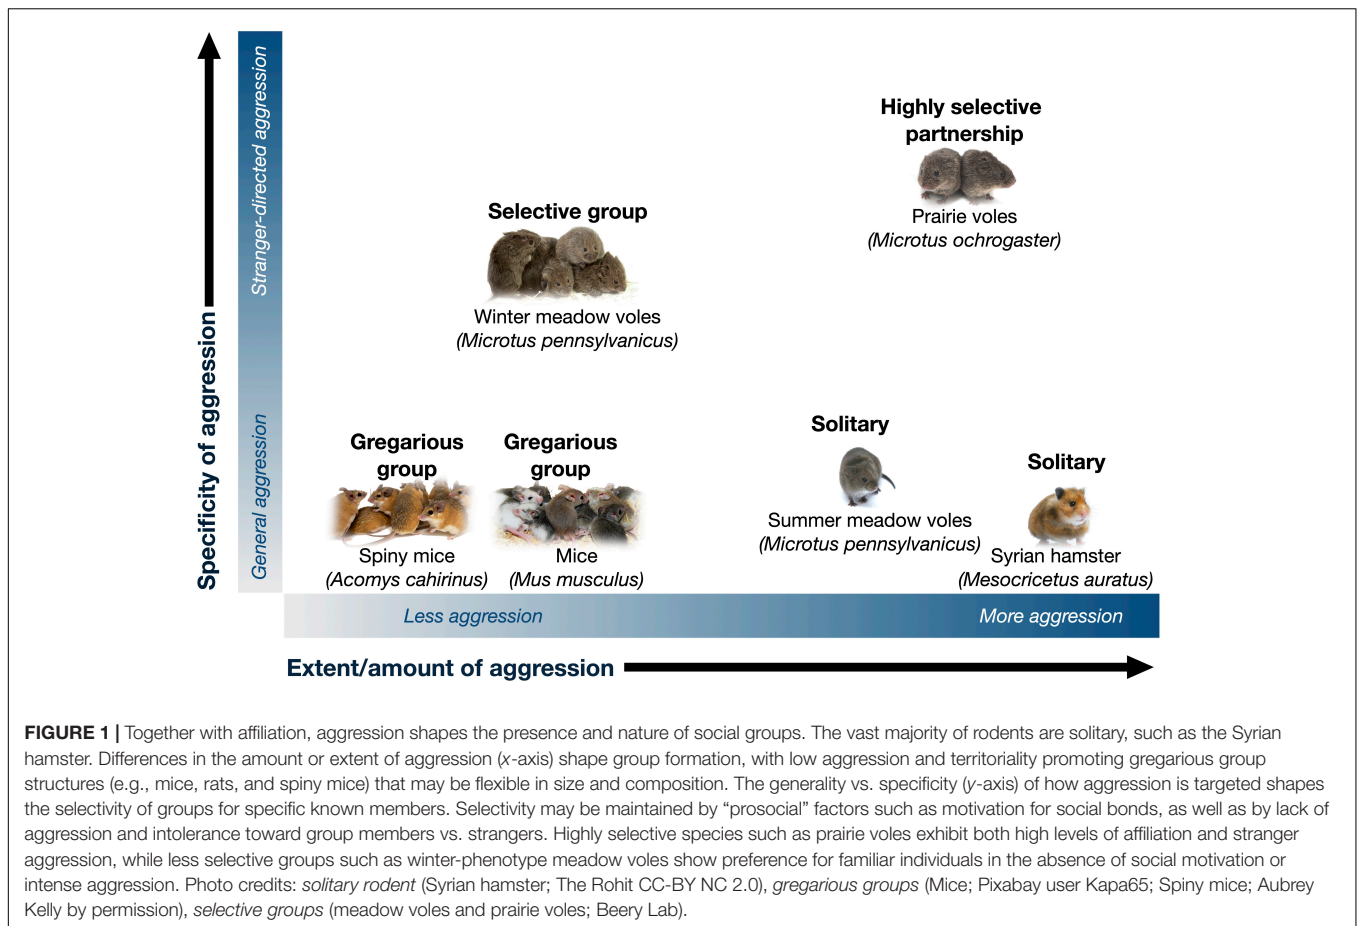 Specificity of aggression
Stranger-directed aggression
General aggression
Highly selective
partnership
Prairie voles
(Microtus ochrogaster)
Selective group
Winter meadow voles
(Microtus pennsylvanicus)
Gregarious
group
Spiny mice
(Acomys cahirinus)
Gregarious
group
Mice
(Mus musculus)
Solitary
Summer meadow voles
(Microtus pennsylvanicus)
Solitary
Syrian hamster
(Mesocricetus auratus)
Less aggression
More aggression
Extent/amount of aggression
FIGURE 1 | Together with affiliation, aggression shapes the presence and nature of social groups. The vast majority of rodents are solitary, such as the Syrian
hamster. Differences in the amount or extent of aggression (x-axis) shape group formation, with low aggression and territoriality promoting gregarious group
structures (e.g., mice, rats, and spiny mice) that may be flexible in size and composition. The generality vs. specificity (y-axis) of how aggression is targeted shapes
the selectivity of groups for specific known members. Selectivity may be maintained by “prosocial” factors such as motivation for social bonds, as well as by lack of
aggression and intolerance toward group members vs. strangers. Highly selective species such as prairie voles exhibit both high levels of affiliation and stranger
aggression, while less selective groups such as winter-phenotype meadow voles show preference for familiar individuals in the absence of social motivation or
intense aggression. Photo credits: solitary rodent (Syrian hamster; The Rohit CC-BY NC 2.0), gregarious groups (Mice; Pixabay user Kapa65; Spiny mice; Aubrey
Kelly by permission), selective groups (meadow voles and prairie voles; Beery Lab).